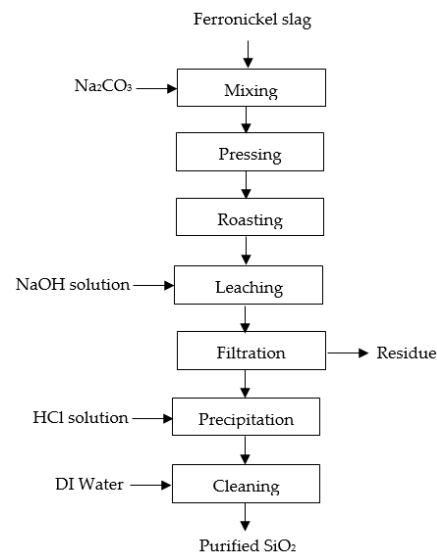 Ferronickel slag
Na₂CO₃
Mixing
Pressing
Roasting
NaOH solution
Leaching
Filtration
Residue
HCl solution
Precipitation
DI Water
Cleaning
Purified SiO₂